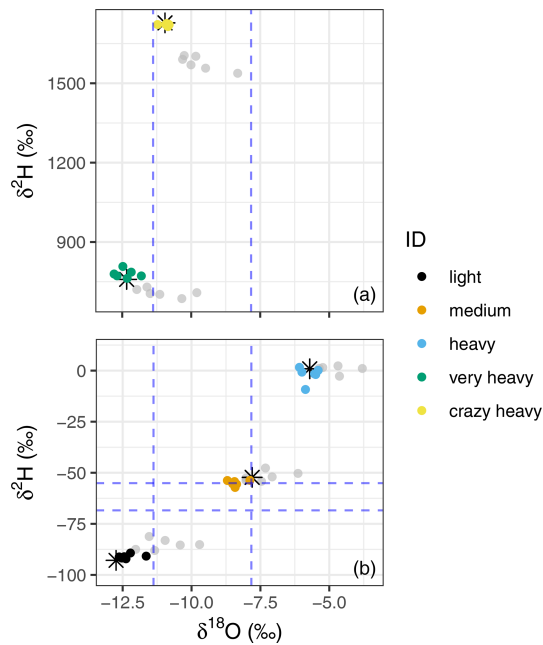 δ²H (‰)
1500
1200
900
(a)
δ²H (‰)
0
−25
−50
−75
−100
(b)
−12.5 −10.0 −7.5 −5.0
δ¹⁸O (‰)
ID
light
medium
heavy
very heavy
crazy heavy